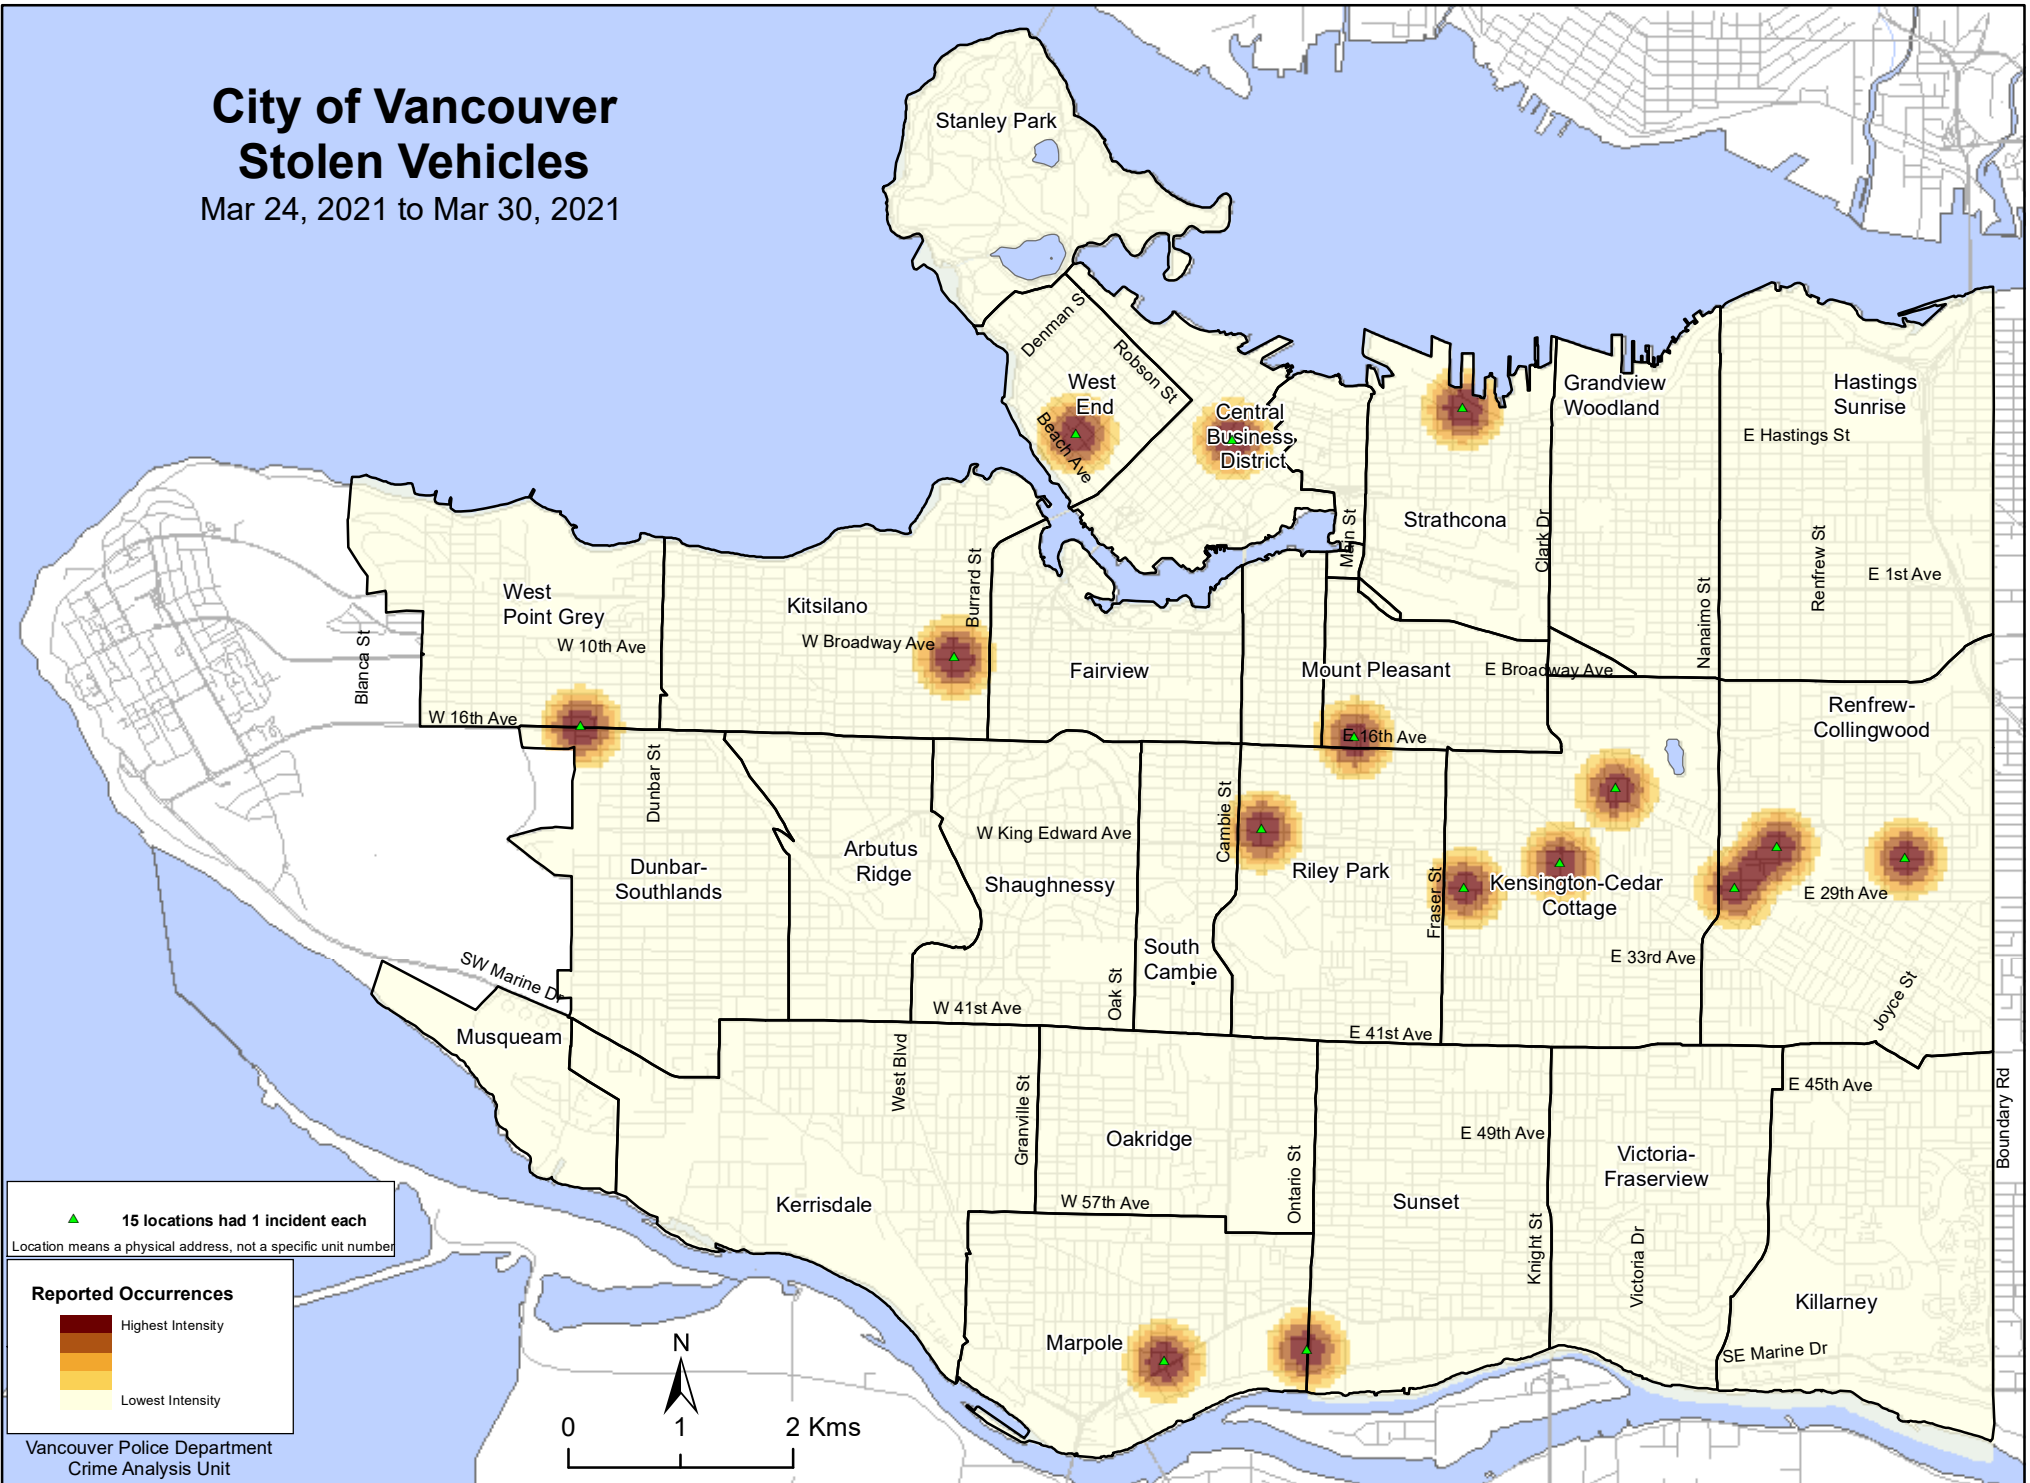 City of Vancouver
Stolen Vehicles
Mar 24, 2021 to Mar 30, 2021
Stanley Park
Denman S
Robson St
West
End
Beach Ave
Central
Business
District
Grandview
Woodland
Hastings
Sunrise
E Hastings St
Strathcona
Main St
Clark Dr
Nanaimo St
Renfrew St
E 1st Ave
West
Point Grey
W 10th Ave
Blanca St
W 16th Ave
Kitsilano
W Broadway Ave
Burrard St
Fairview
Mount Pleasant
E Broadway Ave
E 16th Ave
Renfrew-
Collingwood
Dunbar St
Dunbar-
Southlands
Arbutus
Ridge
W King Edward Ave
Shaughnessy
Cambie St
Riley Park
Fraser St
Kensington-Cedar
Cottage
E 29th Ave
E 33rd Ave
South
Cambie
Oak St
W 41st Ave
E 41st Ave
Joyce St
SW Marine Dr
Musqueam
West Blvd
Granville St
Oakridge
Ontario St
E 49th Ave
E 45th Ave
Boundary Rd
Victoria-
Fraserview
Kerrisdale
W 57th Ave
Sunset
Knight St
Victoria Dr
Killarney
SE Marine Dr
Marpole
15 locations had 1 incident each
Location means a physical address, not a specific unit number
Reported Occurrences
Highest Intensity
Lowest Intensity
Vancouver Police Department
Crime Analysis Unit
N
0 1 2 Kms